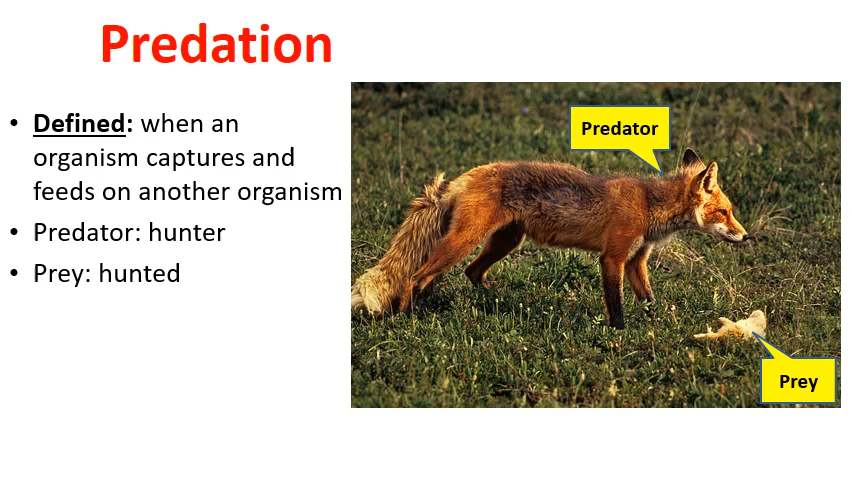 Predation
• Defined: when an
organism captures and
feeds on another organism
• Predator: hunter
• Prey: hunted
Predator
Prey